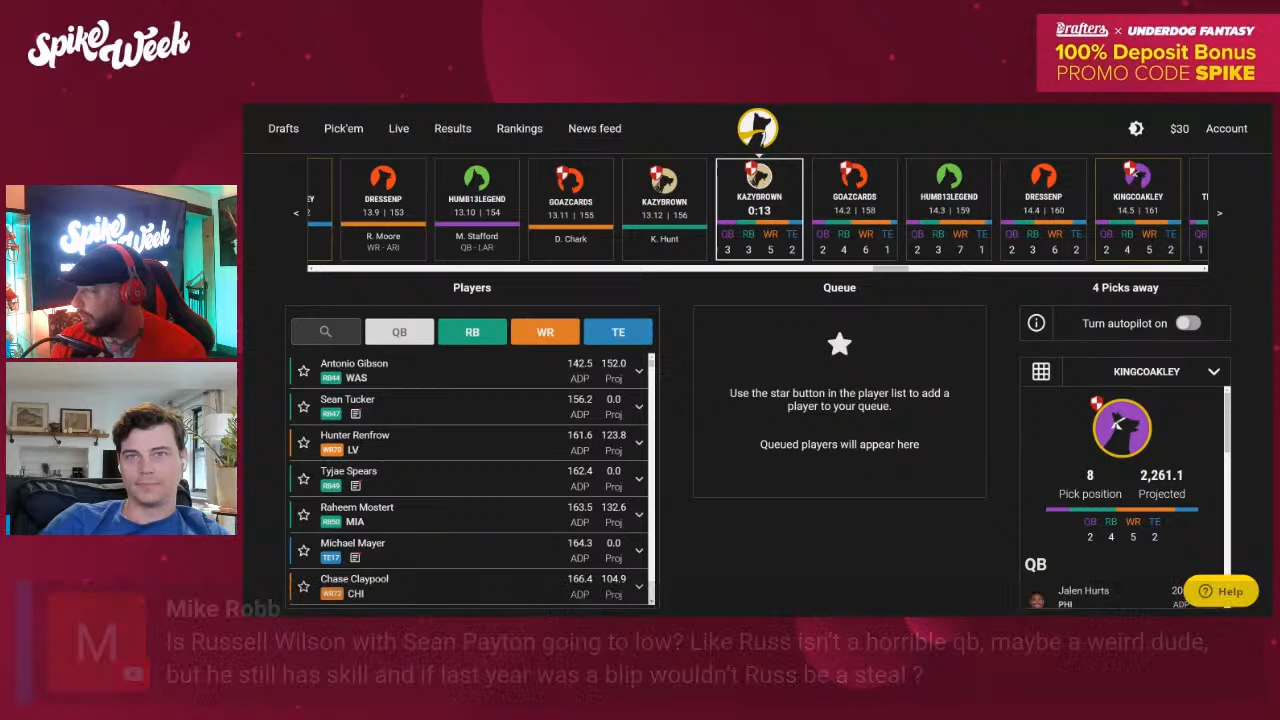 Spike Week
Drafters x UNDERDOG FANTASY
100% Deposit Bonus
PROMO CODE SPIKE
Drafts Pick'em Live Results Rankings News feed
$30 Account
DRESSENP
13.9 | 153
R. Moore
WR - ARI
HUMB13LEGEND
13.10 | 154
M. Stafford
QB - LAR
GOAZCARDS
13.11 | 155
D. Chark
KAZYBROWN
13.12 | 156
K. Hunt
KAZYBROWN
0:13
QB RB WR TE
3 3 5 2
GOAZCARDS
14.2 | 158
QB RB WR TE
2 4 6 1
HUMB13LEGEND
14.3 | 159
QB RB WR TE
2 3 7 1
DRESSENP
14.4 | 160
QB RB WR TE
2 3 6 2
KINGCOAKLEY
14.5 | 161
QB RB WR TE
2 4 5 2
< >
Players
QB RB WR TE
Antonio Gibson 142.5 152.0
RB44 WAS ADP Proj
Sean Tucker 156.2 0.0
RB47 ADP Proj
Hunter Renfrow 161.6 123.8
WR70 LV ADP Proj
Tyjae Spears 162.4 0.0
RB49 ADP Proj
Raheem Mostert 163.5 132.6
RB50 MIA ADP Proj
Michael Mayer 164.3 0.0
TE17 ADP Proj
Chase Claypool 166.4 104.9
WR72 CHI ADP Proj
Queue
Use the star button in the player list to add a
player to your queue.
Queued players will appear here
4 Picks away
Turn autopilot on
KINGCOAKLEY
8 2,261.1
Pick position Projected
QB RB WR TE
2 4 5 2
QB
Jalen Hurts
PHI
Help
Spike Week
M
Mike Robb
Is Russell Wilson with Sean Payton going to low? Like Russ isn't a horrible qb, maybe a weird dude,
but he still has skill and if last year was a blip wouldn't Russ be a steal ?